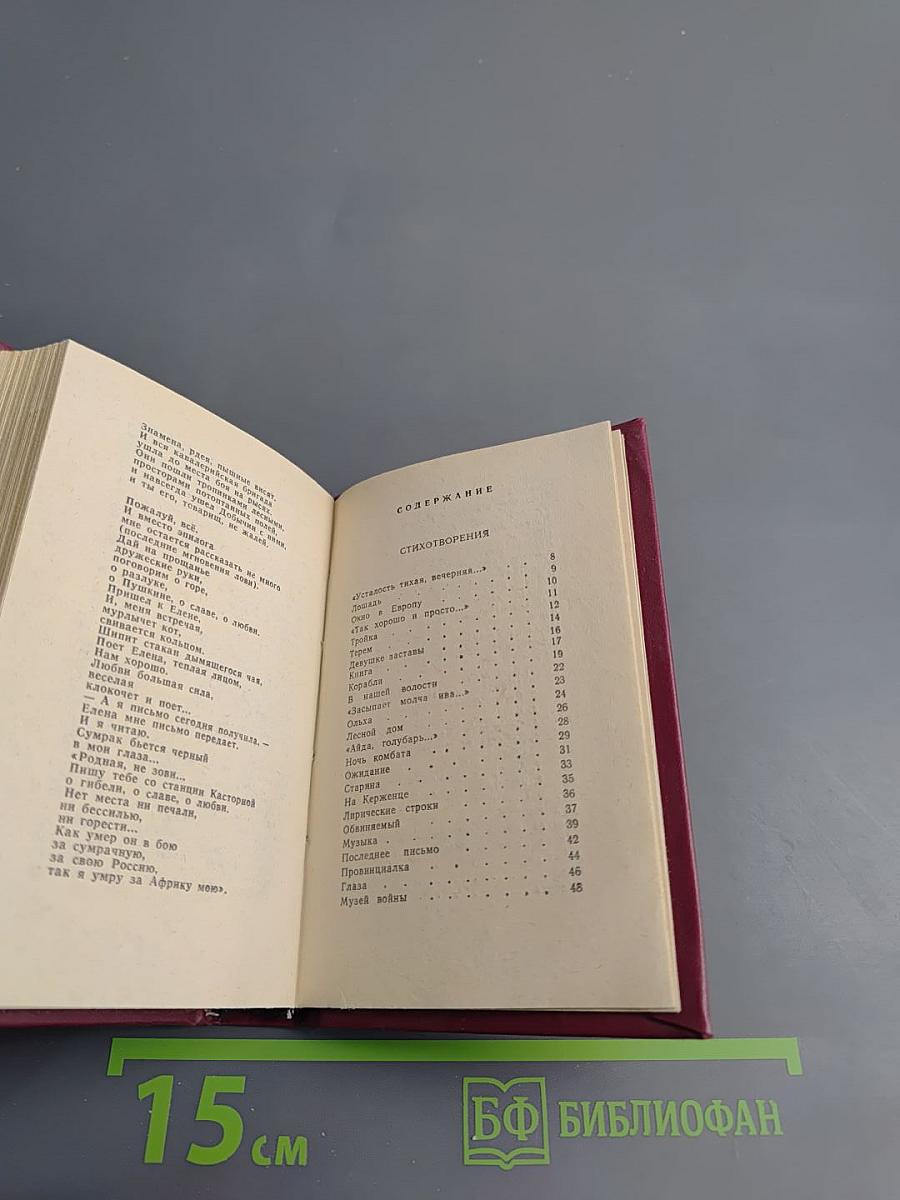 Знамена, рдея, пышные висят.
И вся кавалерийская бригада
ушла до места боя на рысях.
Они пошли тропинками лесными,
просторами потоптанных полей,
и навсегда ушел Добычин с ними,
и ты его, товарищ, не жалей.
Пожалуй, всё.
И вместо эпилога
мне остается рассказать не много
(последние мгновения лови).
Дай на прощанье
дружеские руки,
поговорим о горе,
о разлуке,
о Пушкине, о славе, о любви.
Пришел к Елене.
И, меня встречая,
мурлычет кот,
свивается кольцом.
Шипит стакан дымящегося чая,
Поет Елена, теплая лицом,
Нам хорошо.
Любви большая сила,
веселая
клокочет и поет...
— А я письмо сегодня получила. —
Елена мне письмо передает.
И я читаю.
Сумрак бьется черный
в мои глаза...
«Родная, не зови...
Пишу тебе со станции Касторной
о гибели, о славе, о любви.
Нет места ни печали,
ни бессилью,
ни горести...
Как умер он в бою
за сумрачную,
за свою Россию,
так я умру за Африку мою».
СОДЕРЖАНИЕ
СТИХОТВОРЕНИЯ
«Усталость тихая, вечерняя...» 8
Лошадь 9
Окно в Европу 10
«Так хорошо и просто...» 11
Тройка 12
Терем 14
Девушке заставы 16
Книга 17
Корабли 19
В нашей волости 22
«Засыпает молча ива...» 23
Ольха 24
Лесной дом 26
«Айда, голубарь...» 28
Ночь комбата 29
Ожидание 31
Старина 33
На Керженце 35
Лирические строки 36
Обвиняемый 37
Музыка 39
Последнее письмо 42
Провинциалка 44
Глаза 46
Музей войны 48
15 см
БФ БИБЛИОФАН